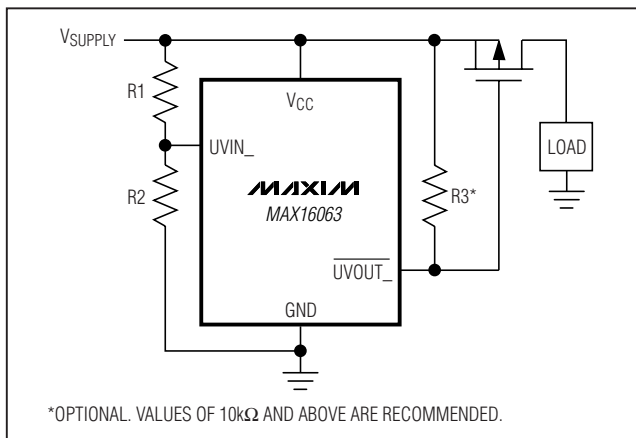 VSUPPLY
R1
VCC
UVIN_
LOAD
MAXIM
R2
R3*
MAX16063
UVOUT_
GND
*OPTIONAL. VALUES OF 10kΩ AND ABOVE ARE RECOMMENDED.